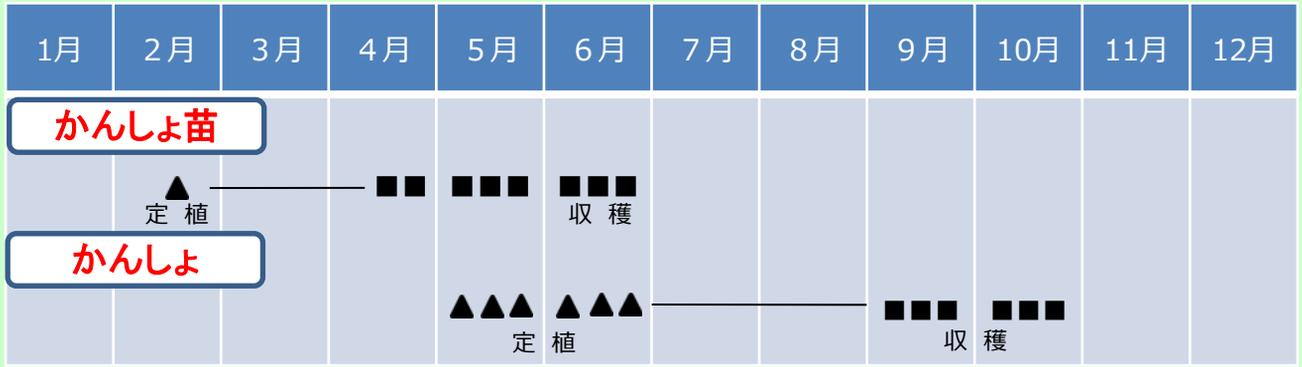 1月 2月 3月 4月 5月 6月 7月 8月 9月 10月 11月 12月
かんしょ苗
定 植 収 穫
かんしょ
定 植 収 穫